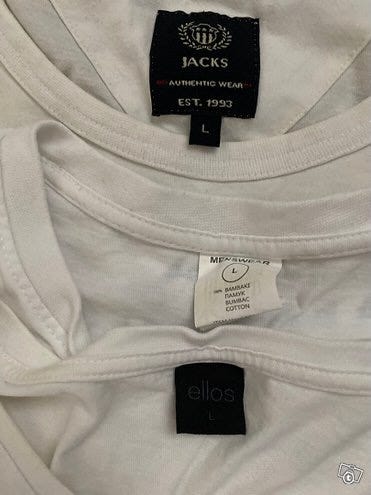 JACKS
AUTHENTIC WEAR
EST. 1993
L
MENSWEAR
L
100% BAMBAKI
ПАМУК
BUMBAC
COTTON
ellos
L